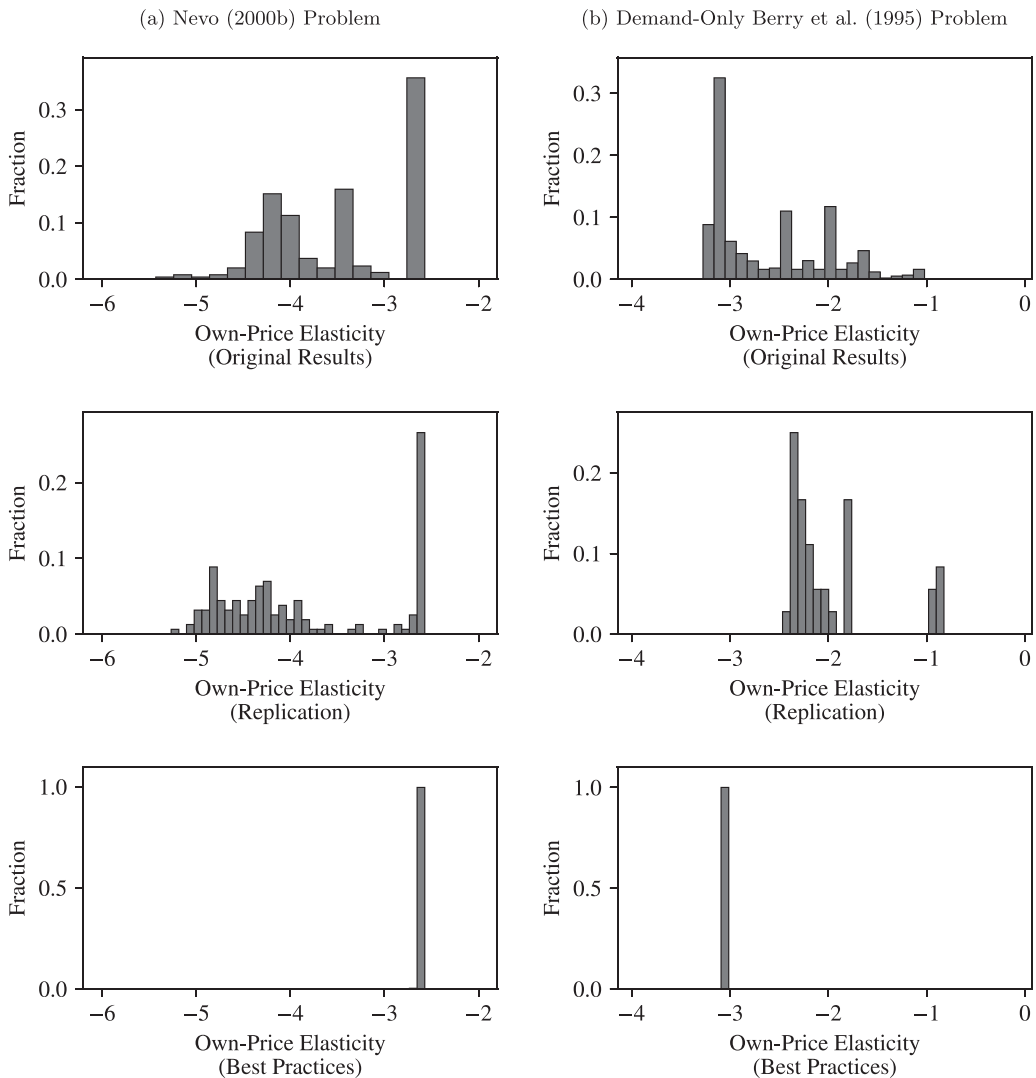 (a) Nevo (2000b) Problem
(b) Demand-Only Berry et al. (1995) Problem
Fraction
0.3
0.2
0.1
0.0
−6 −5 −4 −3 −2
Own-Price Elasticity
(Original Results)
Fraction
0.3
0.2
0.1
0.0
−4 −3 −2 −1 0
Own-Price Elasticity
(Original Results)
Fraction
0.2
0.1
0.0
−6 −5 −4 −3 −2
Own-Price Elasticity
(Replication)
Fraction
0.2
0.1
0.0
−4 −3 −2 −1 0
Own-Price Elasticity
(Replication)
Fraction
1.0
0.5
0.0
−6 −5 −4 −3 −2
Own-Price Elasticity
(Best Practices)
Fraction
1.0
0.5
0.0
−4 −3 −2 −1 0
Own-Price Elasticity
(Best Practices)